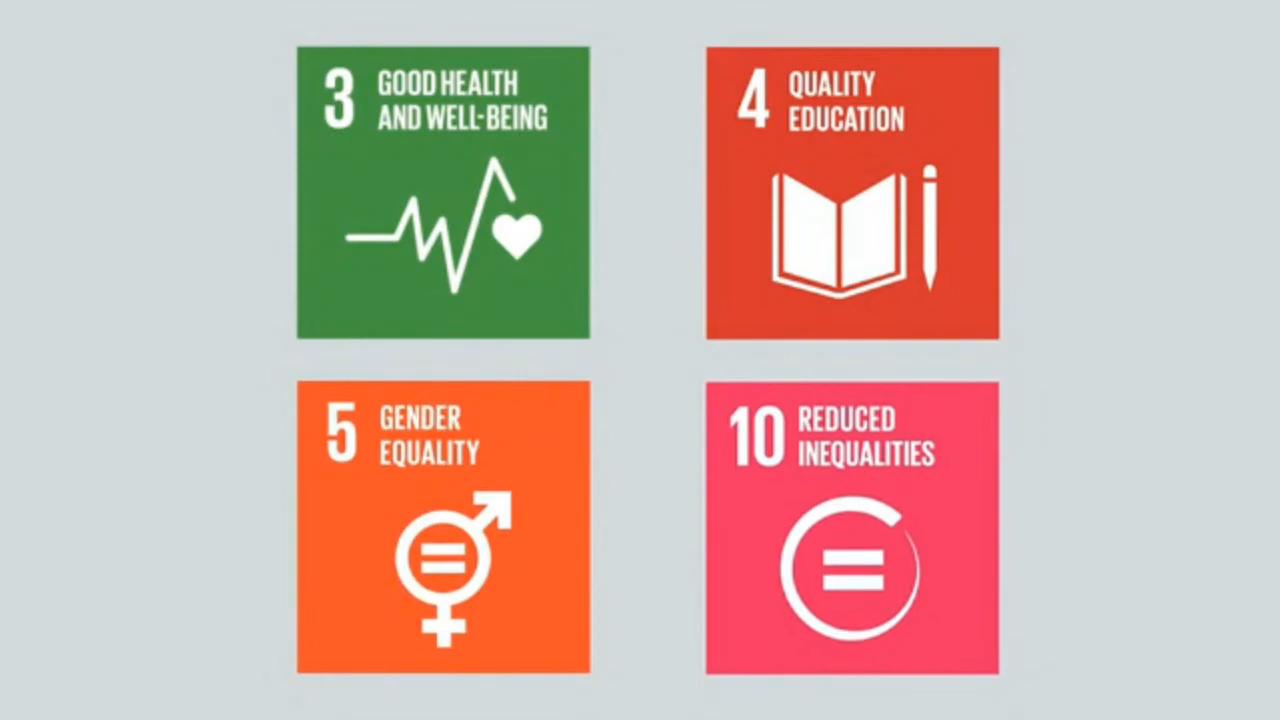 3
GOOD HEALTH
AND WELL-BEING
4
QUALITY
EDUCATION
5
GENDER
EQUALITY
10
REDUCED
INEQUALITIES